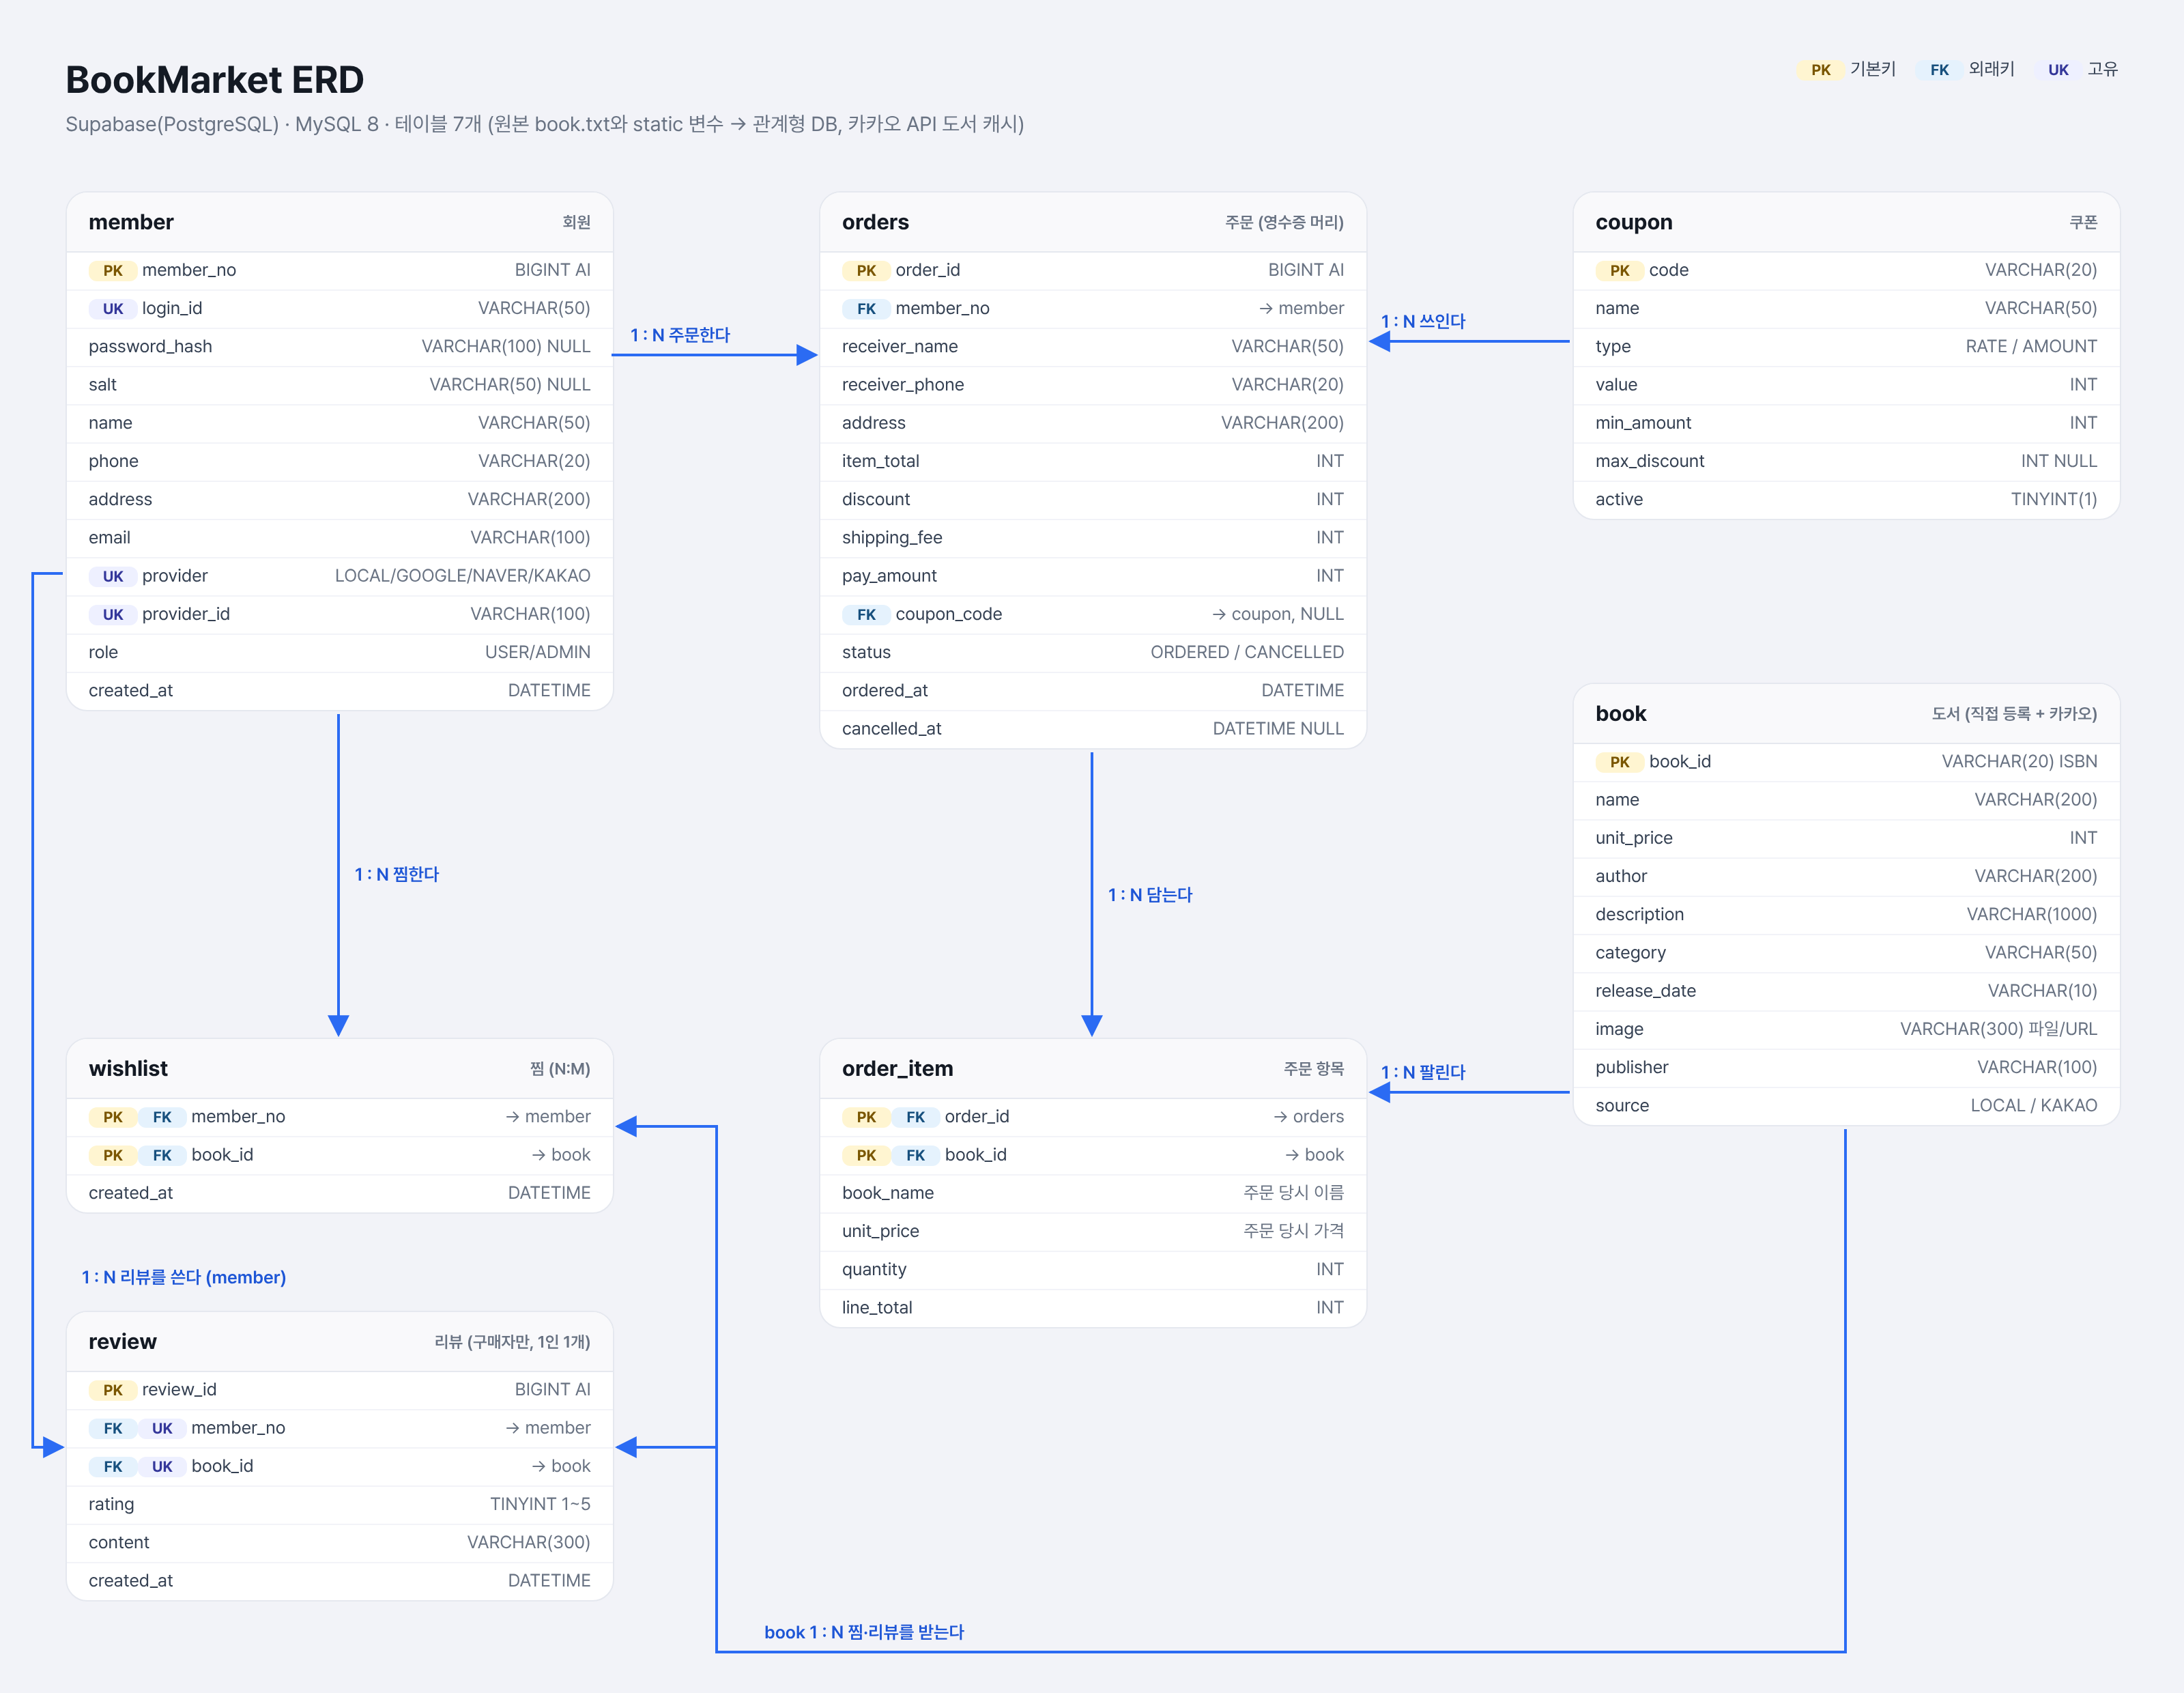 BookMarket ERD
PK 기본키 FK 외래키 UK 고유
Supabase(PostgreSQL) · MySQL 8 · 테이블 7개 (원본 book.txt와 static 변수 → 관계형 DB, 카카오 API 도서 캐시)
member 회원
PK member_no BIGINT AI
UK login_id VARCHAR(50)
password_hash VARCHAR(100) NULL
salt VARCHAR(50) NULL
name VARCHAR(50)
phone VARCHAR(20)
address VARCHAR(200)
email VARCHAR(100)
UK provider LOCAL/GOOGLE/NAVER/KAKAO
UK provider_id VARCHAR(100)
role USER/ADMIN
created_at DATETIME
1 : N 주문한다
orders 주문 (영수증 머리)
PK order_id BIGINT AI
FK member_no → member
receiver_name VARCHAR(50)
receiver_phone VARCHAR(20)
address VARCHAR(200)
item_total INT
discount INT
shipping_fee INT
pay_amount INT
FK coupon_code → coupon, NULL
status ORDERED / CANCELLED
ordered_at DATETIME
cancelled_at DATETIME NULL
1 : N 쓰인다
coupon 쿠폰
PK code VARCHAR(20)
name VARCHAR(50)
type RATE / AMOUNT
value INT
min_amount INT
max_discount INT NULL
active TINYINT(1)
book 도서 (직접 등록 + 카카오)
PK book_id VARCHAR(20) ISBN
name VARCHAR(200)
unit_price INT
author VARCHAR(200)
description VARCHAR(1000)
category VARCHAR(50)
release_date VARCHAR(10)
image VARCHAR(300) 파일/URL
publisher VARCHAR(100)
source LOCAL / KAKAO
1 : N 찜한다
1 : N 담는다
1 : N 팔린다
wishlist 찜 (N:M)
PK FK member_no → member
PK FK book_id → book
created_at DATETIME
order_item 주문 항목
PK FK order_id → orders
PK FK book_id → book
book_name 주문 당시 이름
unit_price 주문 당시 가격
quantity INT
line_total INT
1 : N 리뷰를 쓴다 (member)
review 리뷰 (구매자만, 1인 1개)
PK review_id BIGINT AI
FK UK member_no → member
FK UK book_id → book
rating TINYINT 1~5
content VARCHAR(300)
created_at DATETIME
book 1 : N 찜·리뷰를 받는다